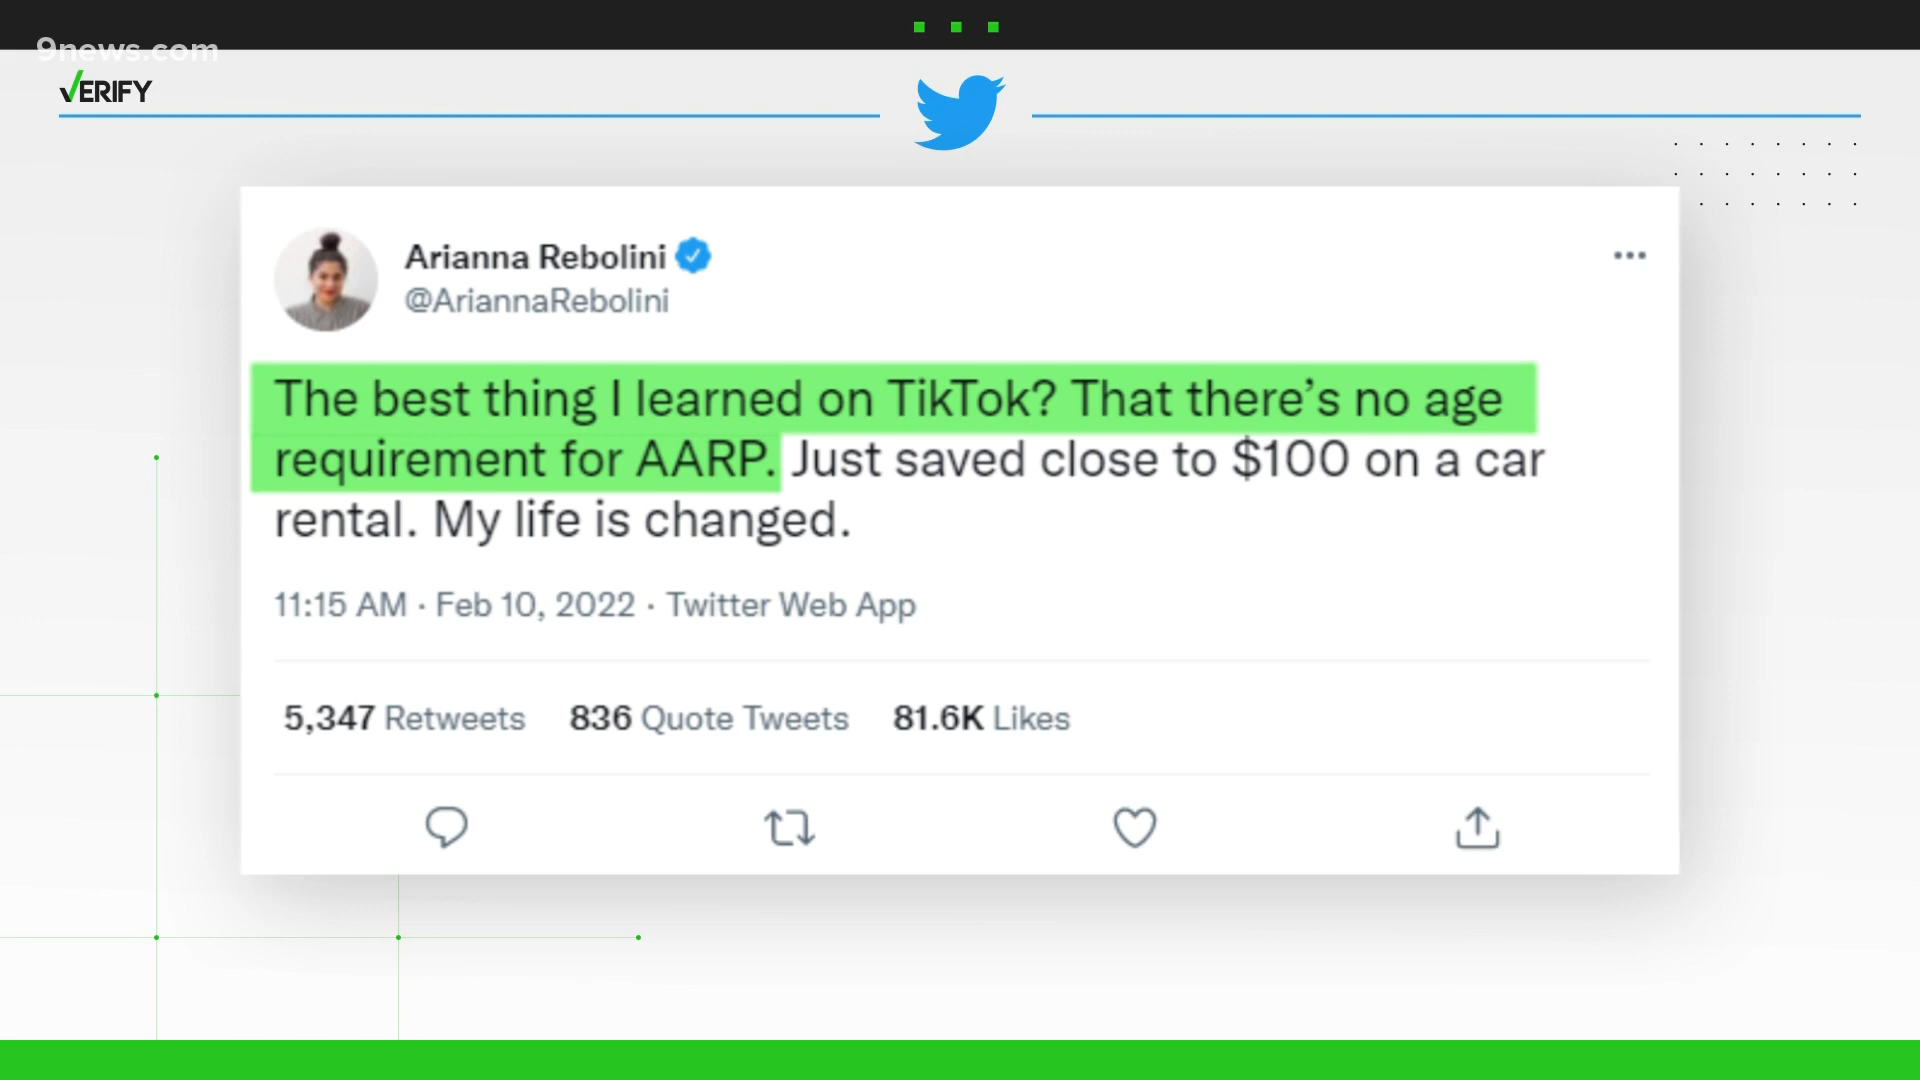 9news.com
VERIFY
Arianna Rebolini
@AriannaRebolini
The best thing I learned on TikTok? That there’s no age
requirement for AARP. Just saved close to $100 on a car
rental. My life is changed.
11:15 AM · Feb 10, 2022 · Twitter Web App
5,347 Retweets 836 Quote Tweets 81.6K Likes